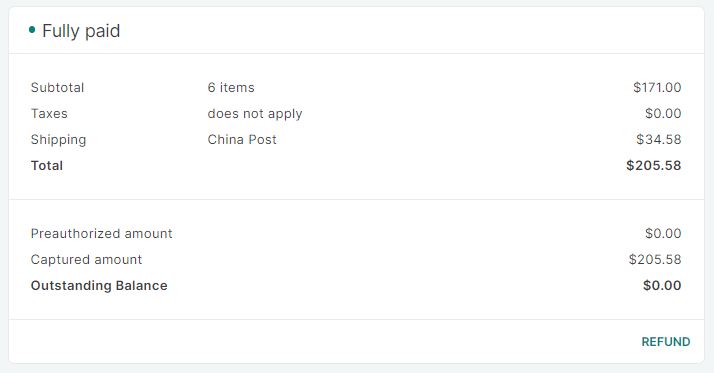 Fully paid
Subtotal 6 items $171.00
Taxes does not apply $0.00
Shipping China Post $34.58
Total $205.58
Preauthorized amount $0.00
Captured amount $205.58
Outstanding Balance $0.00
REFUND